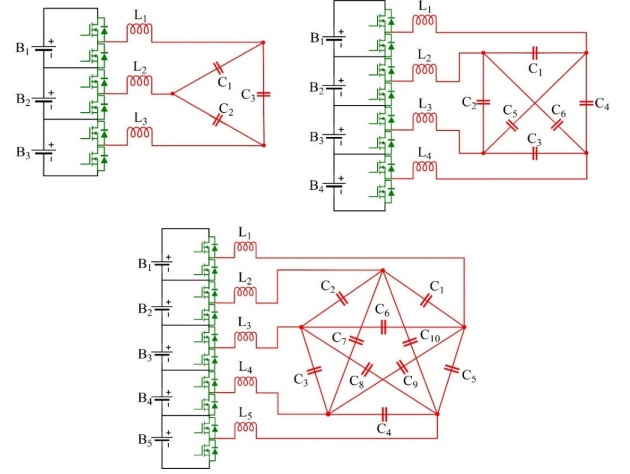 L1
B1
+
L2
C1
C3
B2
+
C2
L3
B3
+
L1
B1
+
L2
C1
B2
+
C2
C5
C6
C4
L3
B3
+
C3
L4
B4
+
L1
B1
+
L2
C2
C1
B2
+
C6
L3
C7
C10
B3
+
C3
C8
C9
C5
L4
B4
+
C4
L5
B5
+